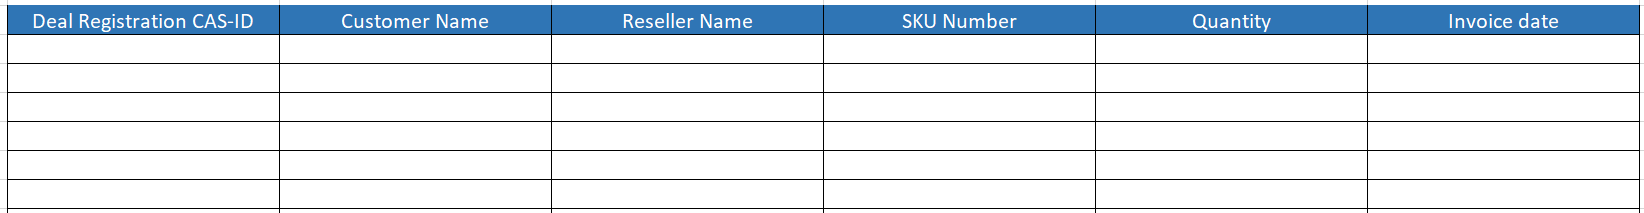 Deal Registration CAS-ID Customer Name Reseller Name SKU Number Quantity Invoice date